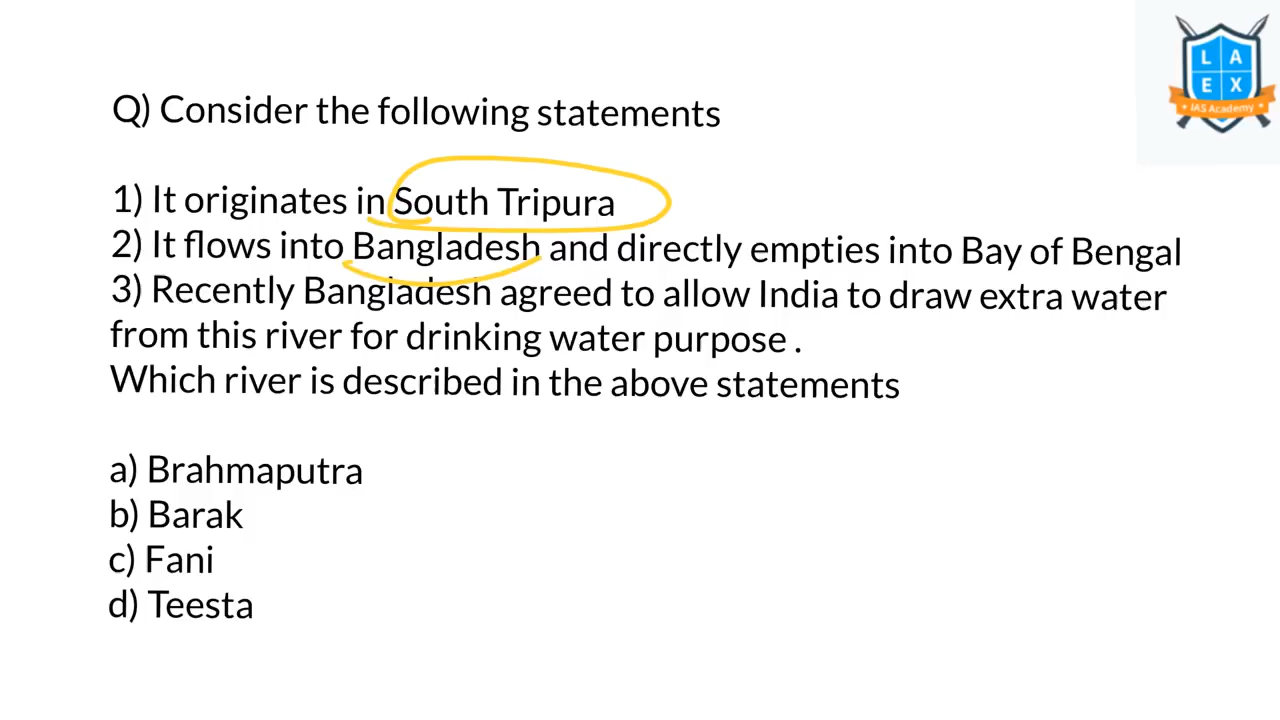 L A
E X
IAS Academy
Q) Consider the following statements
1) It originates in South Tripura
2) It flows into Bangladesh and directly empties into Bay of Bengal
3) Recently Bangladesh agreed to allow India to draw extra water
from this river for drinking water purpose .
Which river is described in the above statements
a) Brahmaputra
b) Barak
c) Fani
d) Teesta